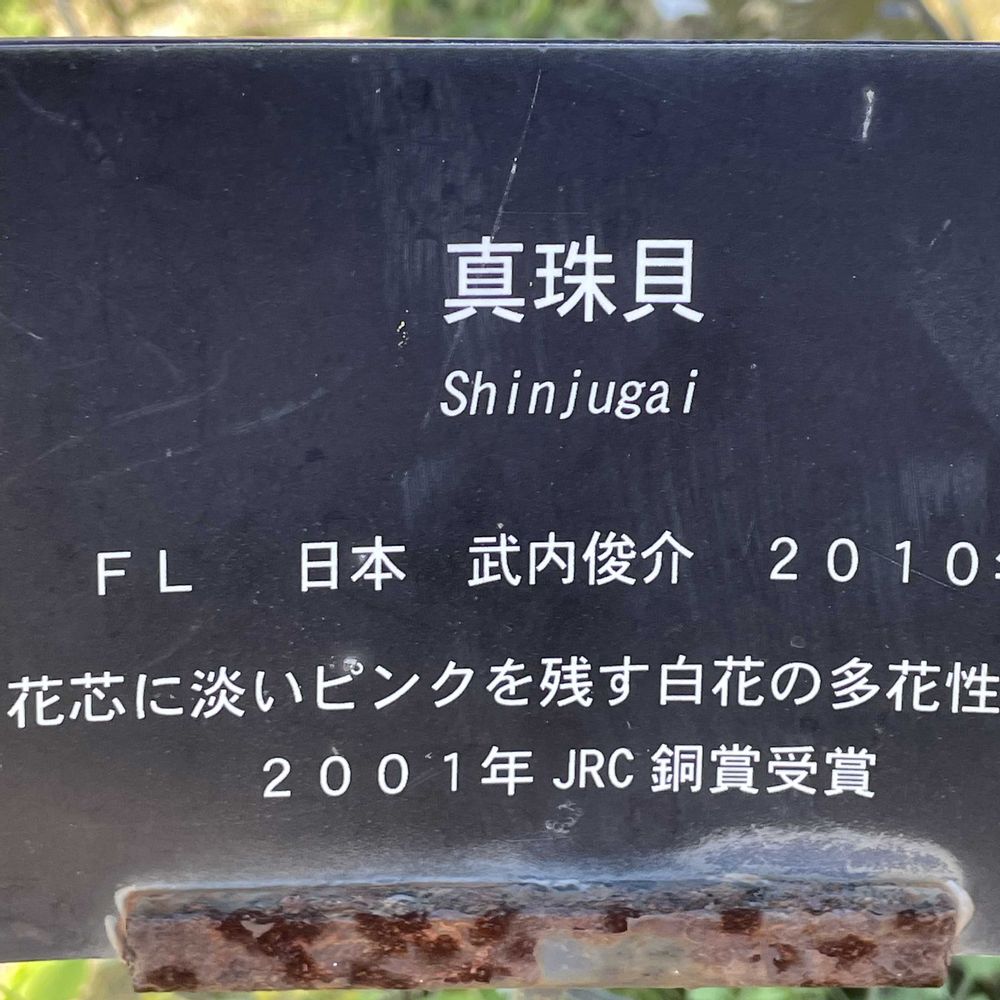 真珠貝
Shinjugai
ＦＬ　日本　武内俊介　２０１０
花芯に淡いピンクを残す白花の多花性
２００１年 JRC 銅賞受賞